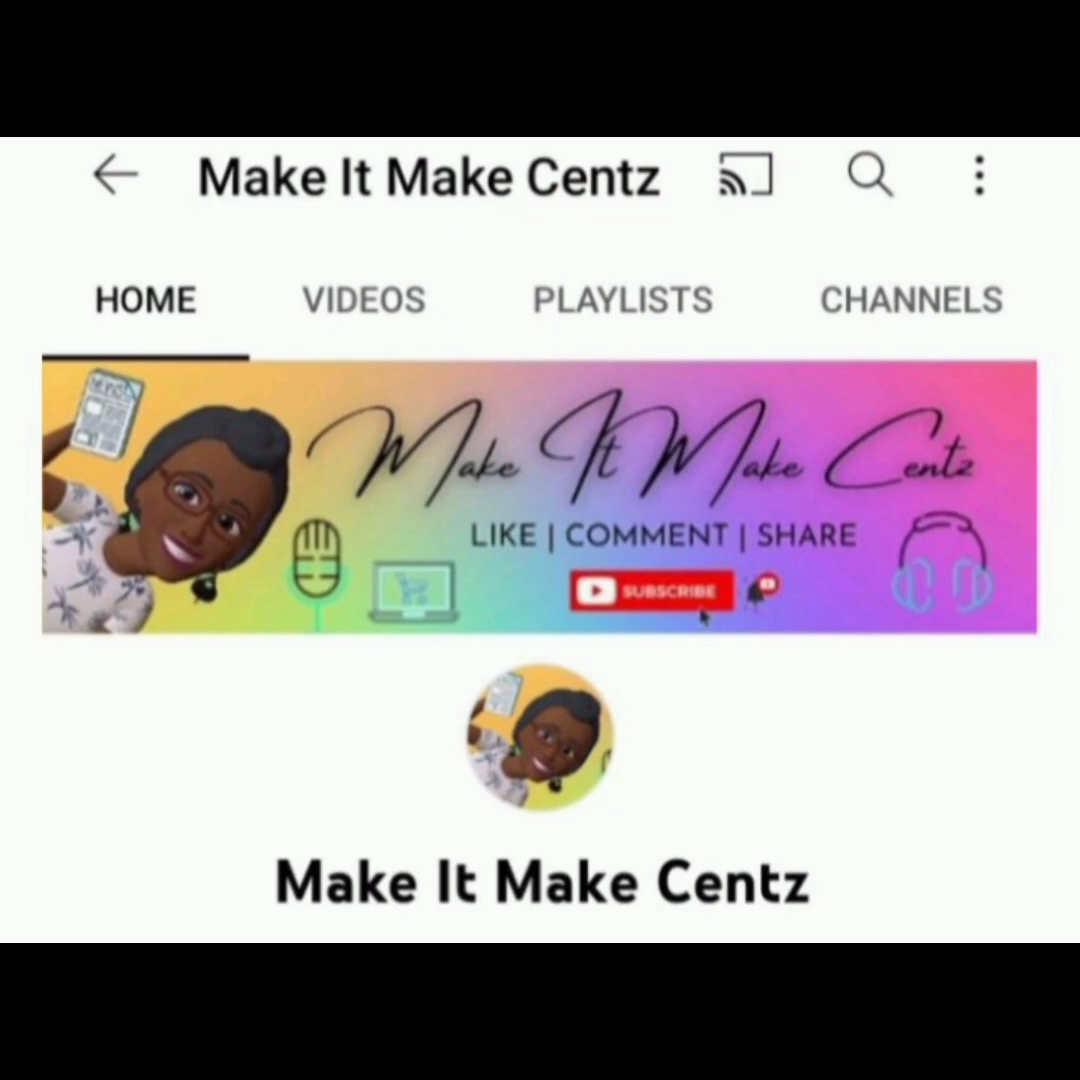 Make It Make Centz
HOME VIDEOS PLAYLISTS CHANNELS
NEWS
Make It Make Centz
LIKE | COMMENT | SHARE
SUBSCRIBE
Make It Make Centz